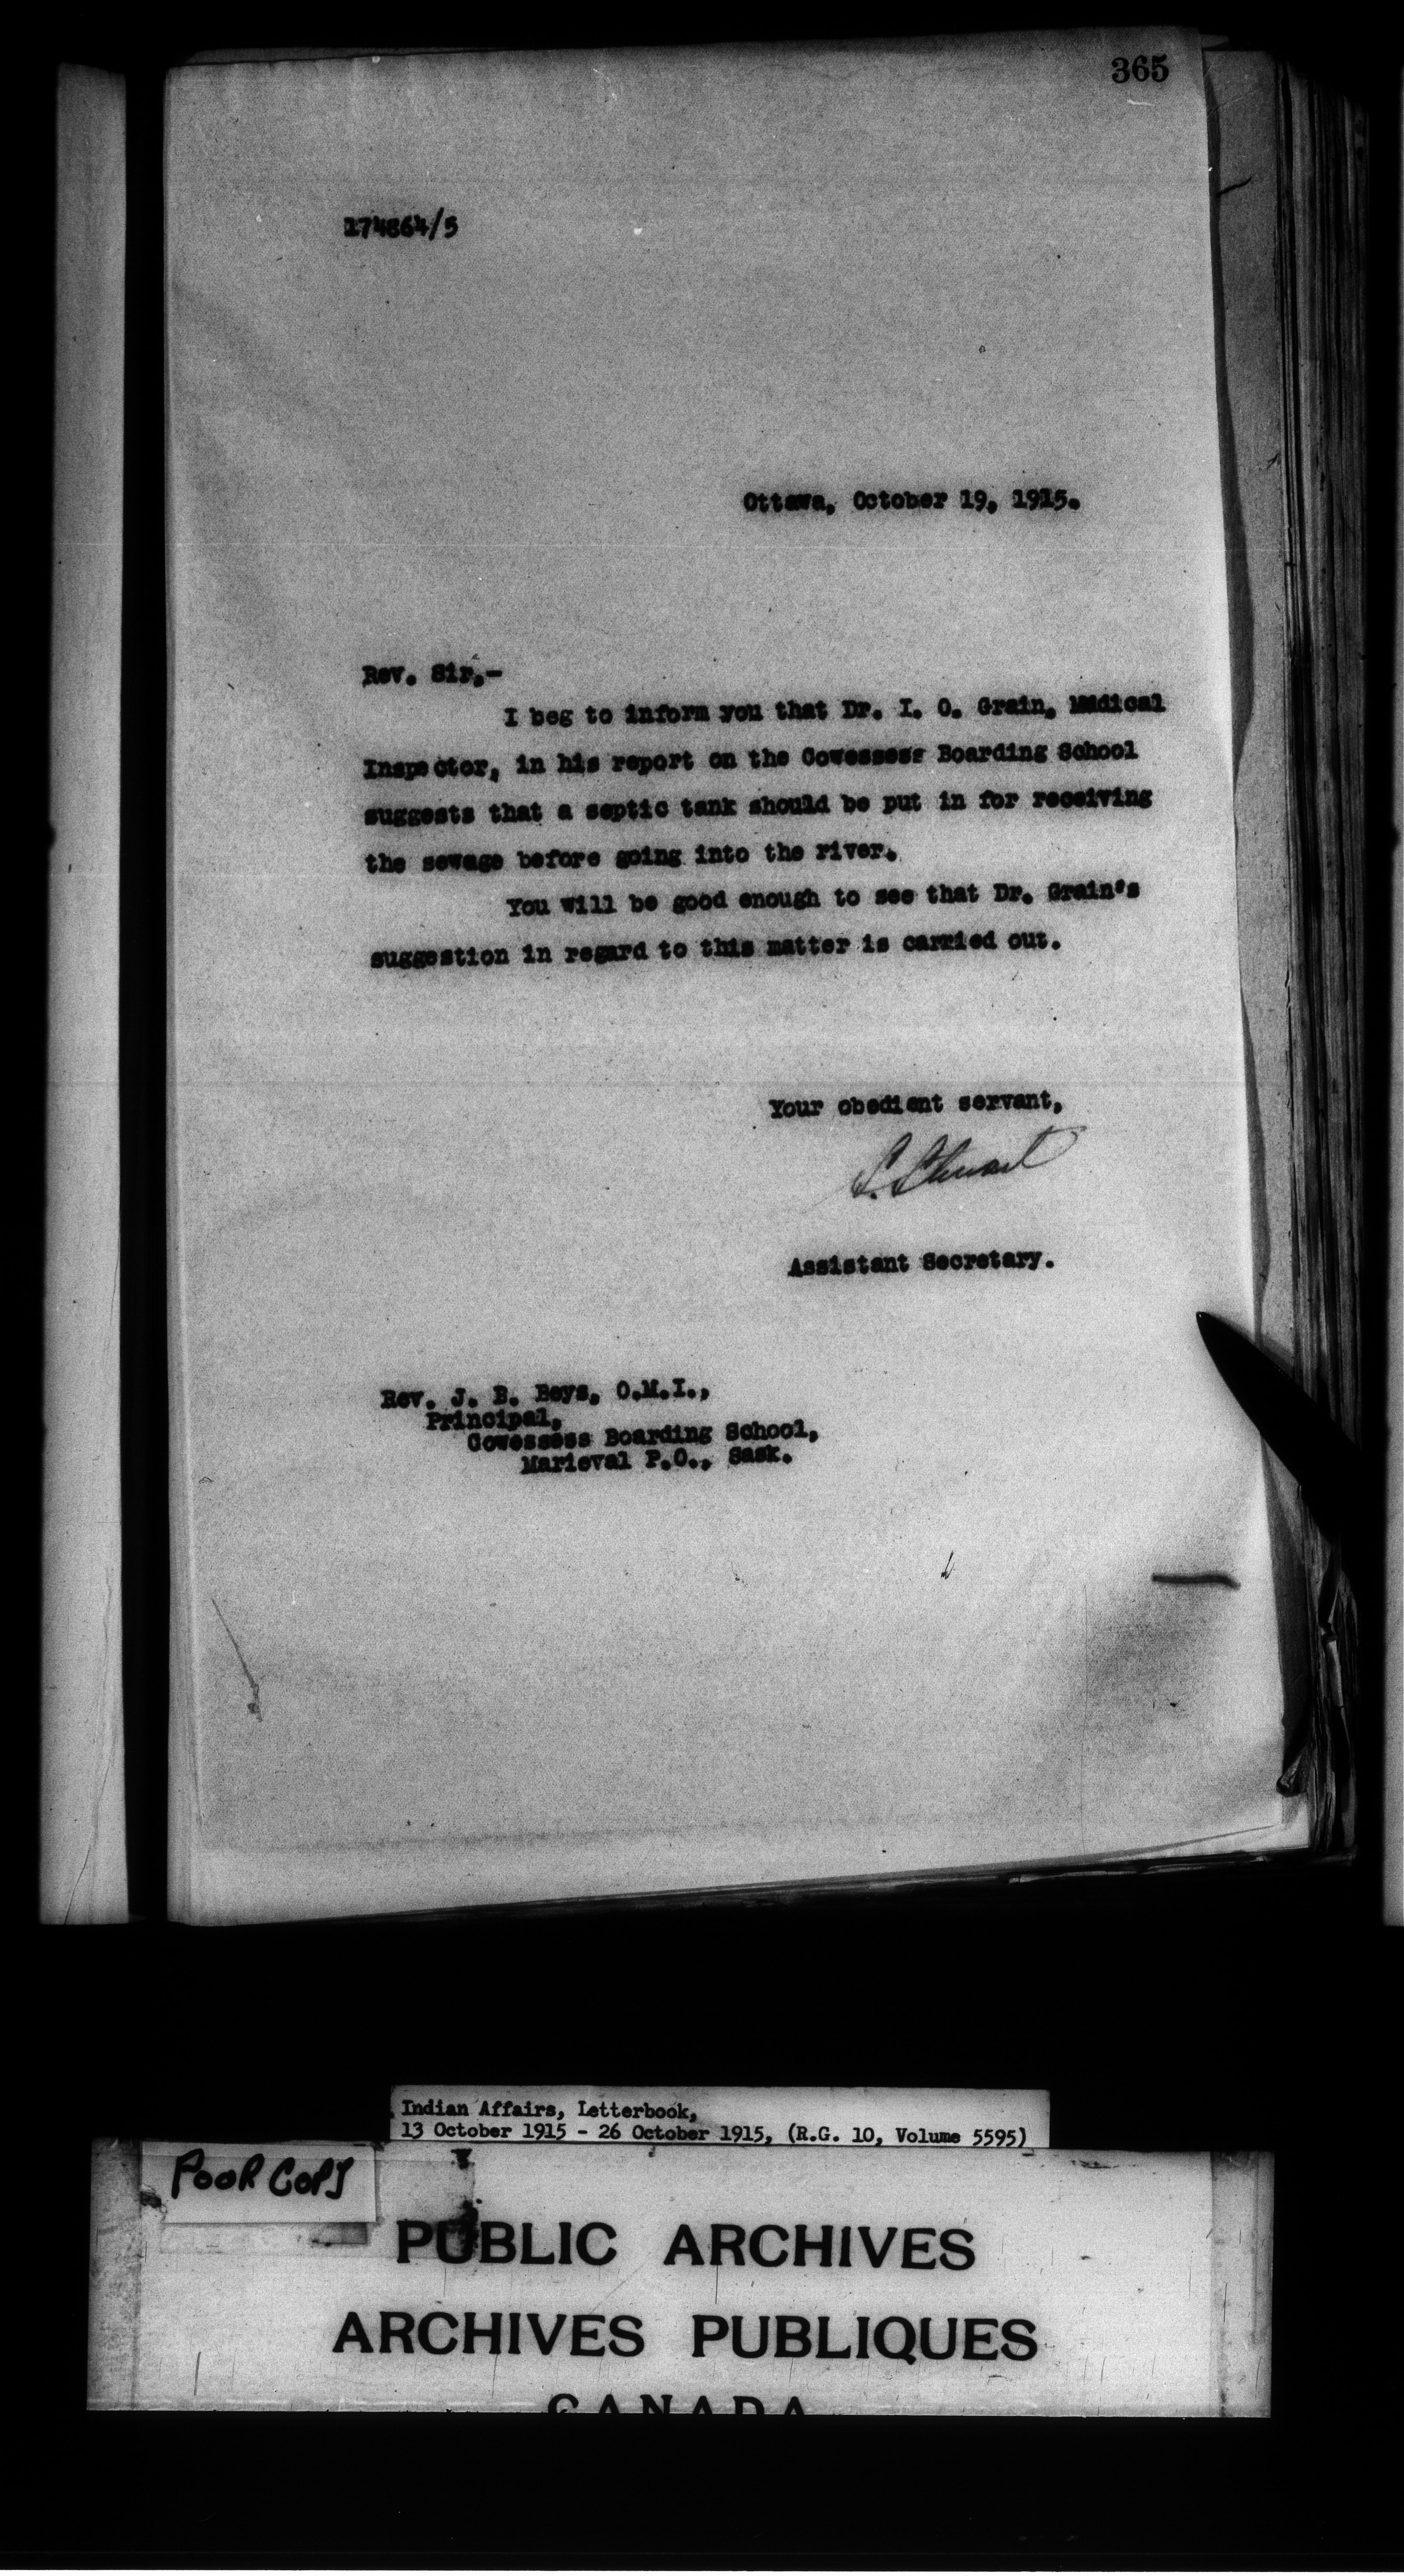 365
174864/5
Ottawa, October 19, 1915.
Rev. Sir,-
I beg to inform you that Dr. I. O. Grain, Medical
Inspector, in his report on the Cowessess Boarding School
suggests that a septic tank should be put in for receiving
the sewage before going into the river.
You will be good enough to see that Dr. Grain's
suggestion in regard to this matter is carried out.
Your obedient servant,
S. Stewart
Assistant Secretary.
Rev. J. B. Beys, O.M.I.,
Principal,
Cowessess Boarding School,
Marieval P.O., Sask.
Indian Affairs, Letterbook,
13 October 1915 - 26 October 1915, (R.G. 10, Volume 5595)
POOR COPY
PUBLIC ARCHIVES
ARCHIVES PUBLIQUES
CANADA